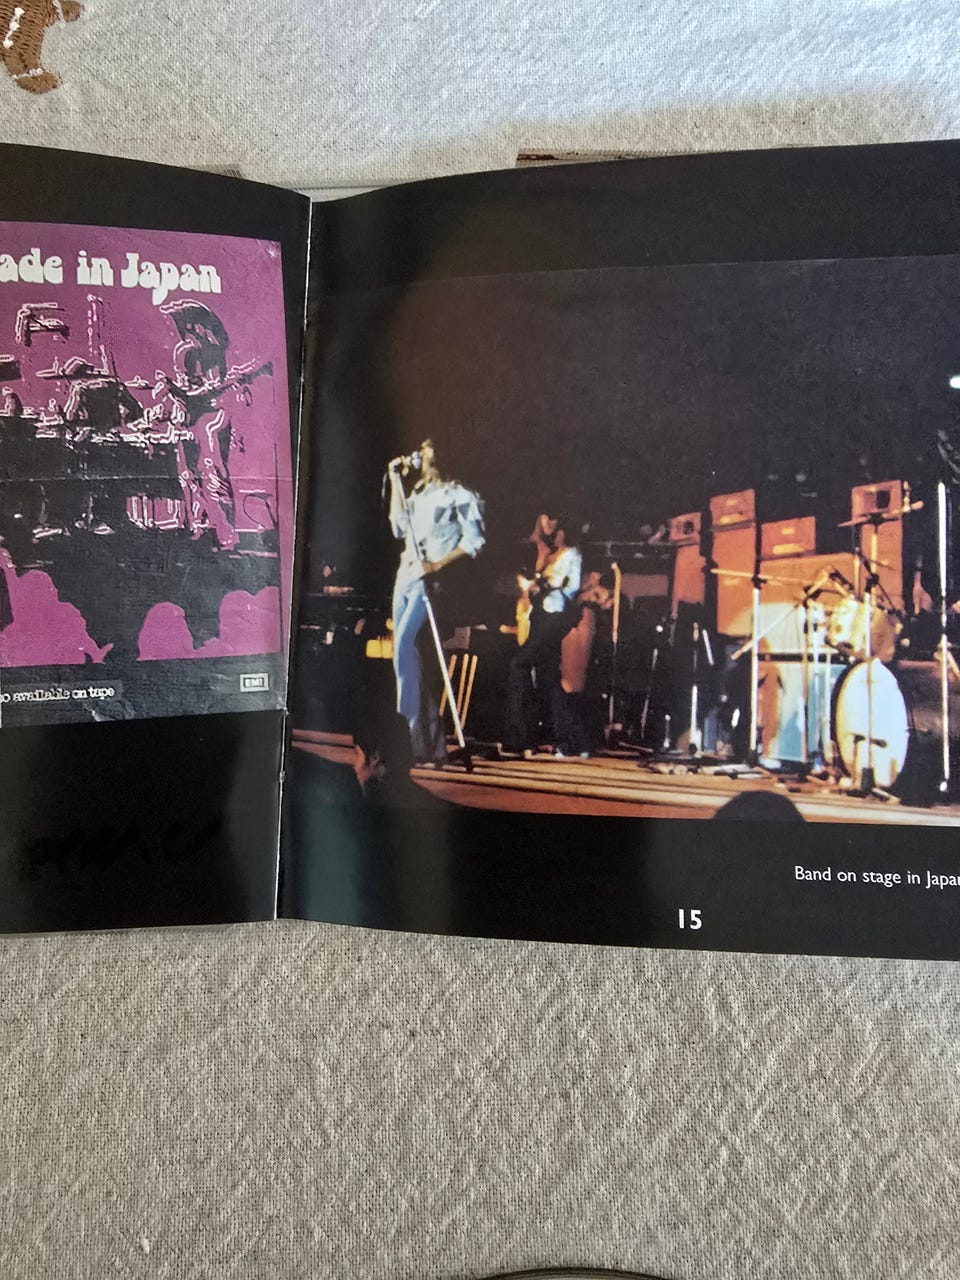 ade in Japan
o available on tape
EMI
Band on stage in Japan
15